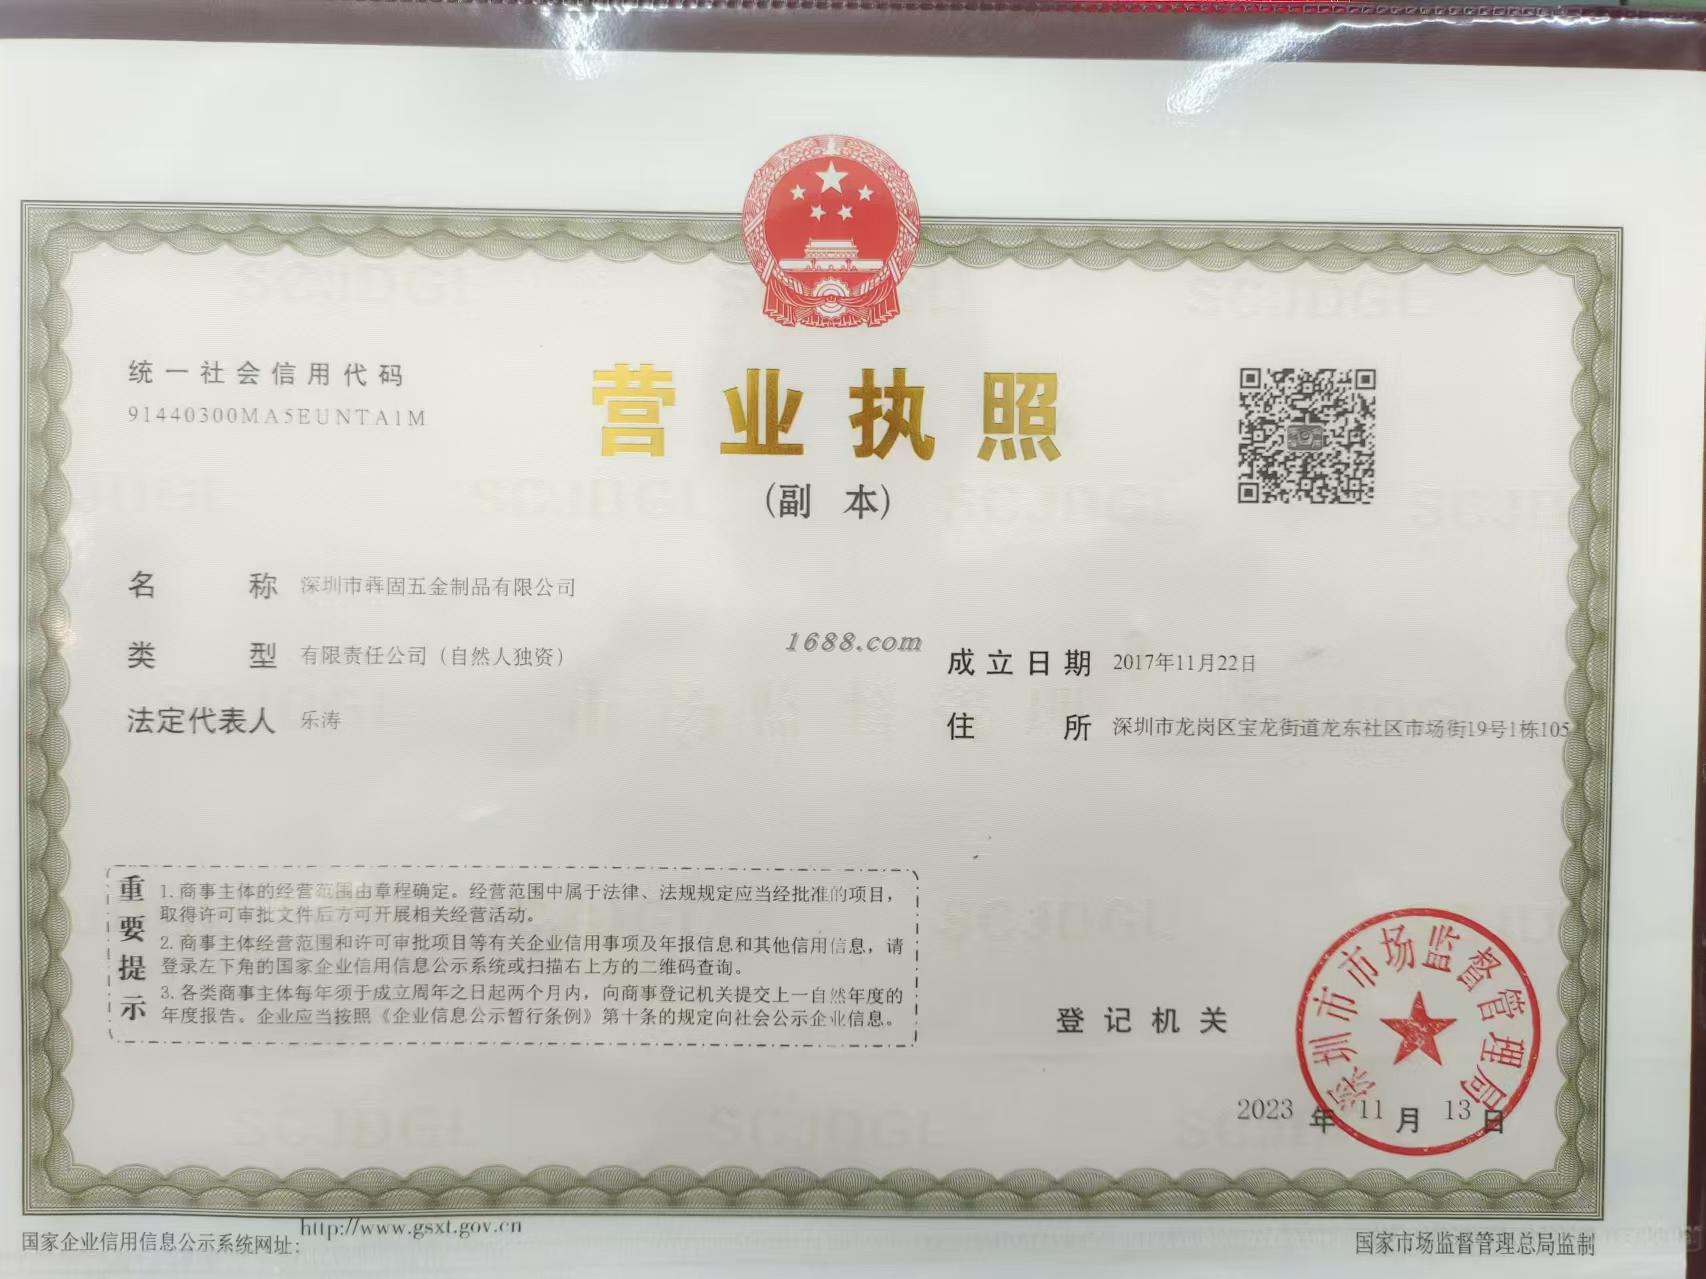 统一社会信用代码
91440300MA5EUNTA1M
营业执照
(副 本)
名 称 深圳市犇固五金制品有限公司
类 型 有限责任公司（自然人独资）
法定代表人 乐涛
1688.com
成立日期 2017年11月22日
住 所 深圳市龙岗区宝龙街道龙东社区市场街19号1栋105
重要提示
1. 商事主体的经营范围由章程确定。经营范围中属于法律、法规规定应当经批准的项目，
取得许可审批文件后方可开展相关经营活动。
2. 商事主体经营范围和许可审批项目等有关企业信用事项及年报信息和其他信用信息，请
登录左下角的国家企业信用信息公示系统或扫描右上方的二维码查询。
3. 各类商事主体每年须于成立周年之日起两个月内，向商事登记机关提交上一自然年度的
年度报告。企业应当按照《企业信息公示暂行条例》第十条的规定向社会公示企业信息。
登记机关
深圳市市场监督管理局
2023 年 11 月 13 日
国家企业信用信息公示系统网址: http://www.gsxt.gov.cn
国家市场监督管理总局监制
SCJDGL